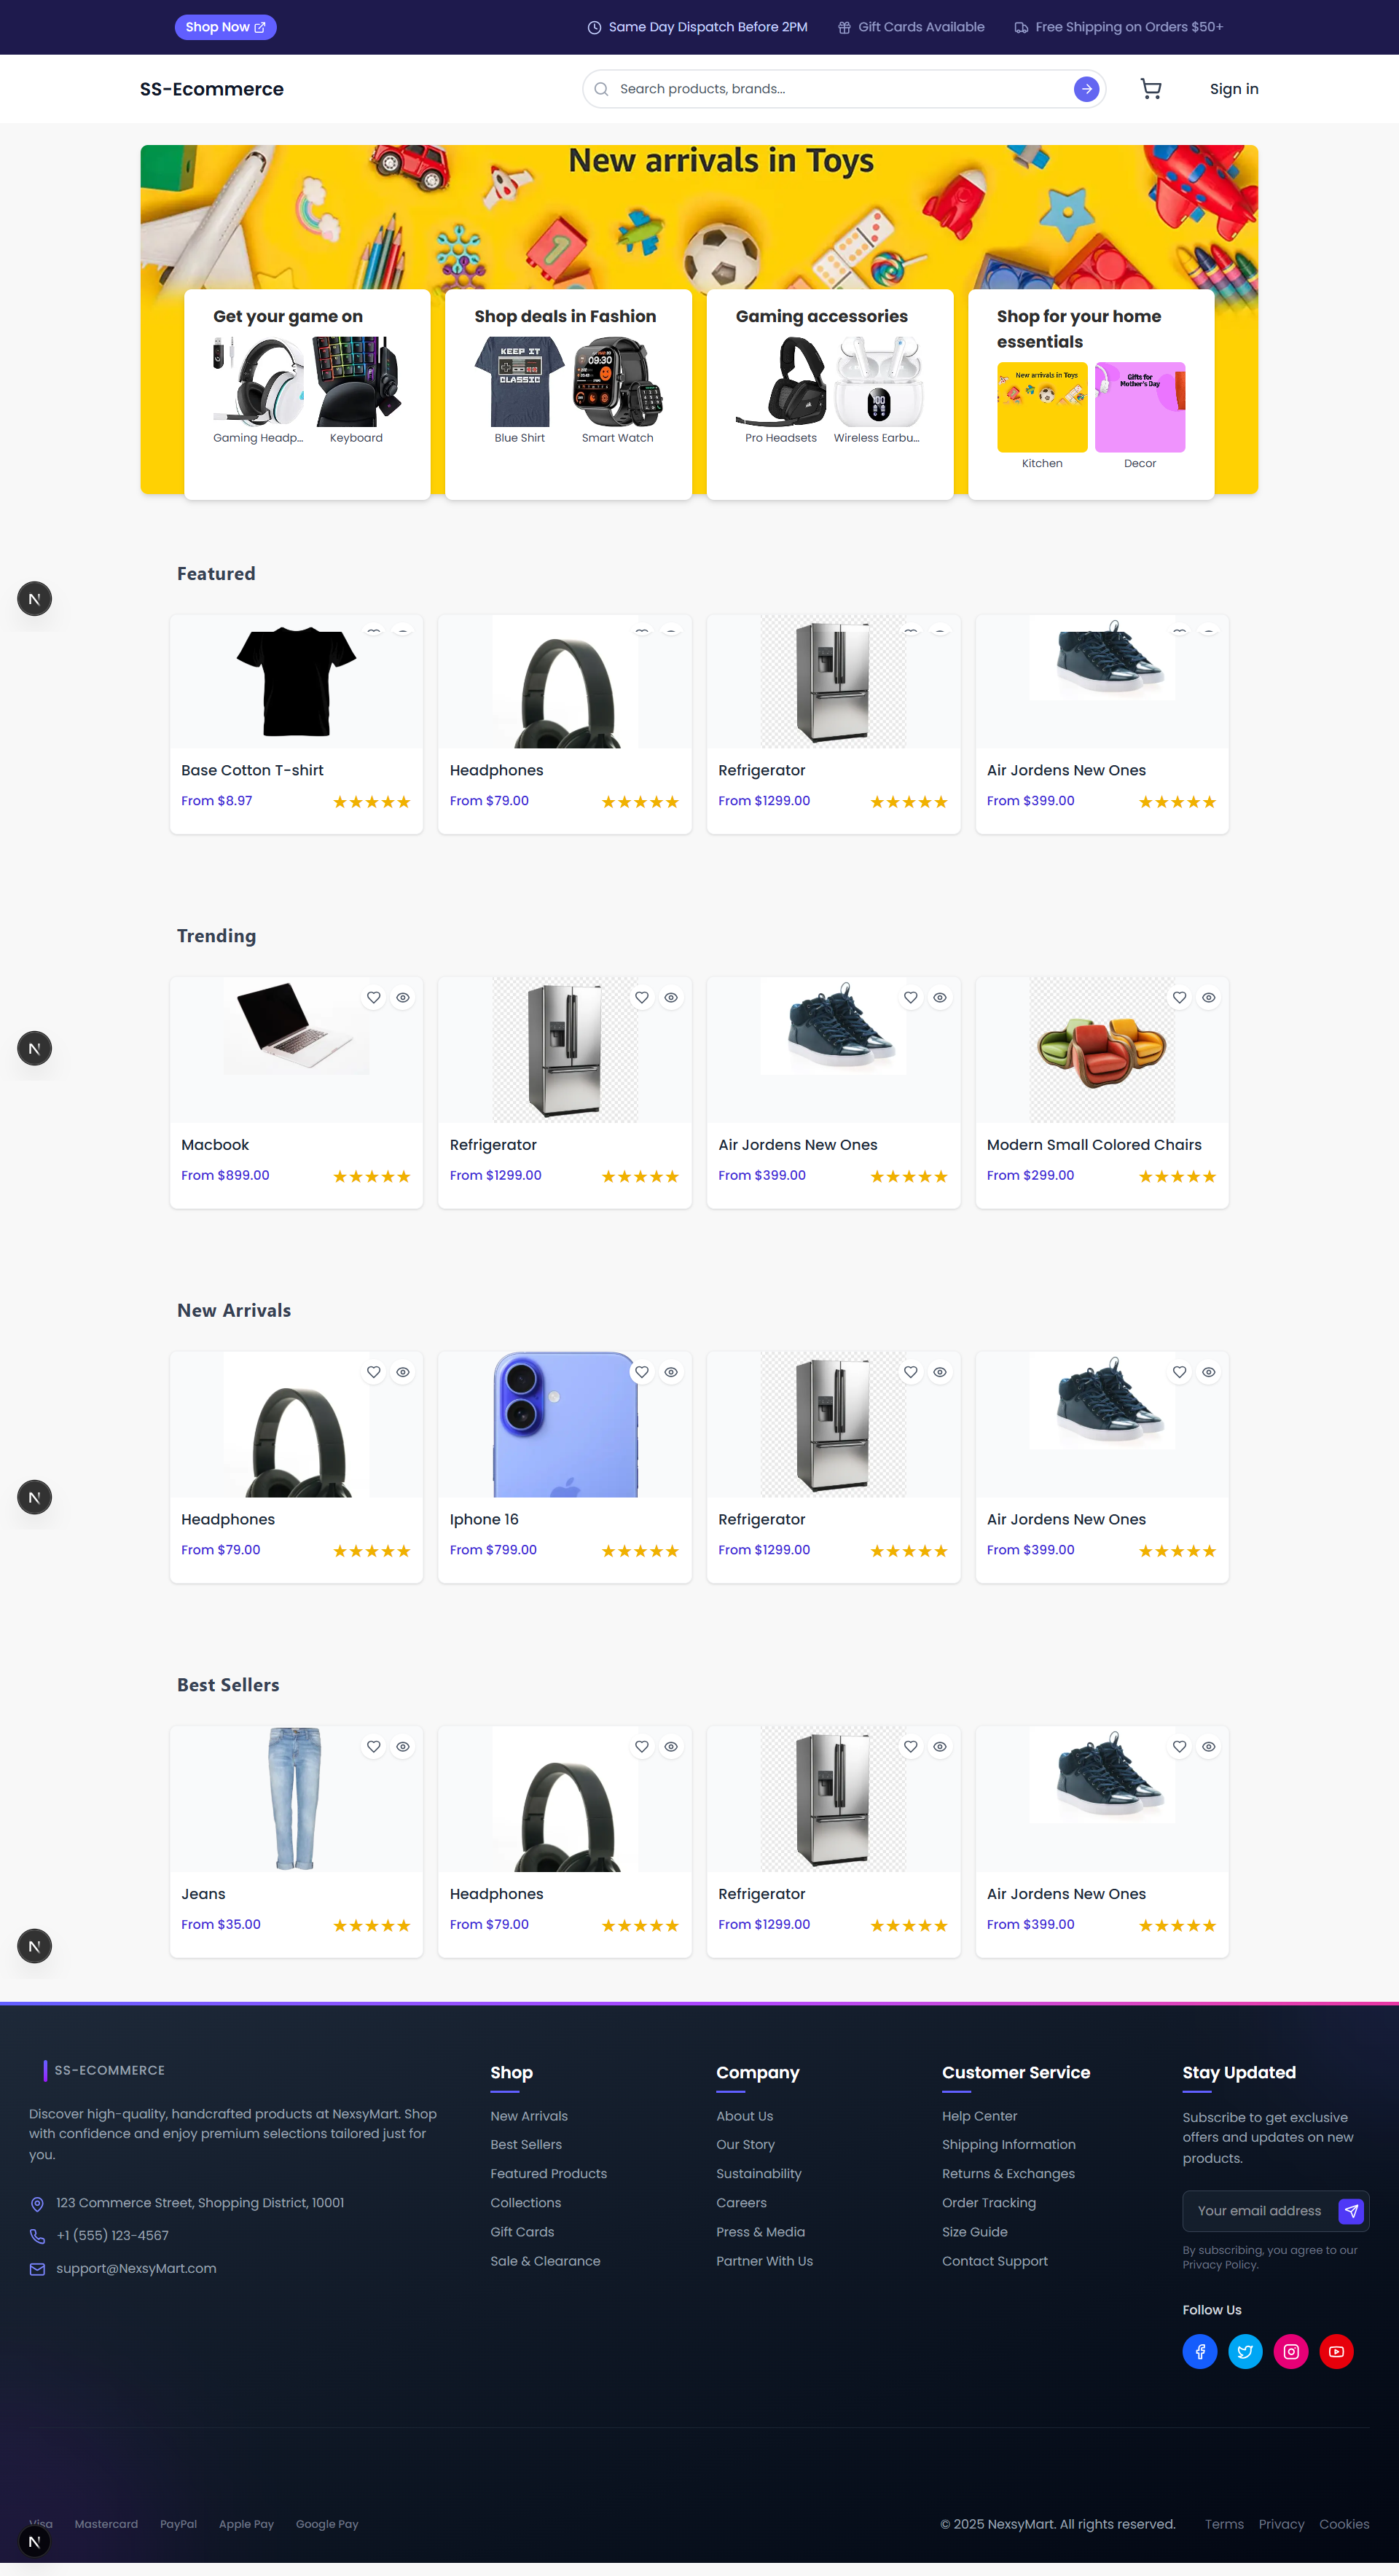 Shop Now
Same Day Dispatch Before 2PM
Gift Cards Available
Free Shipping on Orders $50+
SS-Ecommerce
Search products, brands...
Sign in
New arrivals in Toys
Get your game on
Gaming Headp...
Keyboard
Shop deals in Fashion
KEEP IT
CLASSIC
09:30
Blue Shirt
Smart Watch
Gaming accessories
Pro Headsets
Wireless Earbu...
Shop for your home
essentials
New arrivals in Toys
Gifts for
Mother's Day
Kitchen
Decor
Featured
Base Cotton T-shirt
From $8.97
Headphones
From $79.00
Refrigerator
From $1299.00
Air Jordens New Ones
From $399.00
Trending
Macbook
From $899.00
Refrigerator
From $1299.00
Air Jordens New Ones
From $399.00
Modern Small Colored Chairs
From $299.00
New Arrivals
Headphones
From $79.00
Iphone 16
From $799.00
Refrigerator
From $1299.00
Air Jordens New Ones
From $399.00
Best Sellers
Jeans
From $35.00
Headphones
From $79.00
Refrigerator
From $1299.00
Air Jordens New Ones
From $399.00
SS-ECOMMERCE
Discover high-quality, handcrafted products at NexsyMart. Shop
with confidence and enjoy premium selections tailored just for
you.
123 Commerce Street, Shopping District, 10001
+1 (555) 123-4567
support@NexsyMart.com
Shop
New Arrivals
Best Sellers
Featured Products
Collections
Gift Cards
Sale & Clearance
Company
About Us
Our Story
Sustainability
Careers
Press & Media
Partner With Us
Customer Service
Help Center
Shipping Information
Returns & Exchanges
Order Tracking
Size Guide
Contact Support
Stay Updated
Subscribe to get exclusive
offers and updates on new
products.
Your email address
By subscribing, you agree to our
Privacy Policy.
Follow Us
Visa
Mastercard
PayPal
Apple Pay
Google Pay
© 2025 NexsyMart. All rights reserved.
Terms
Privacy
Cookies